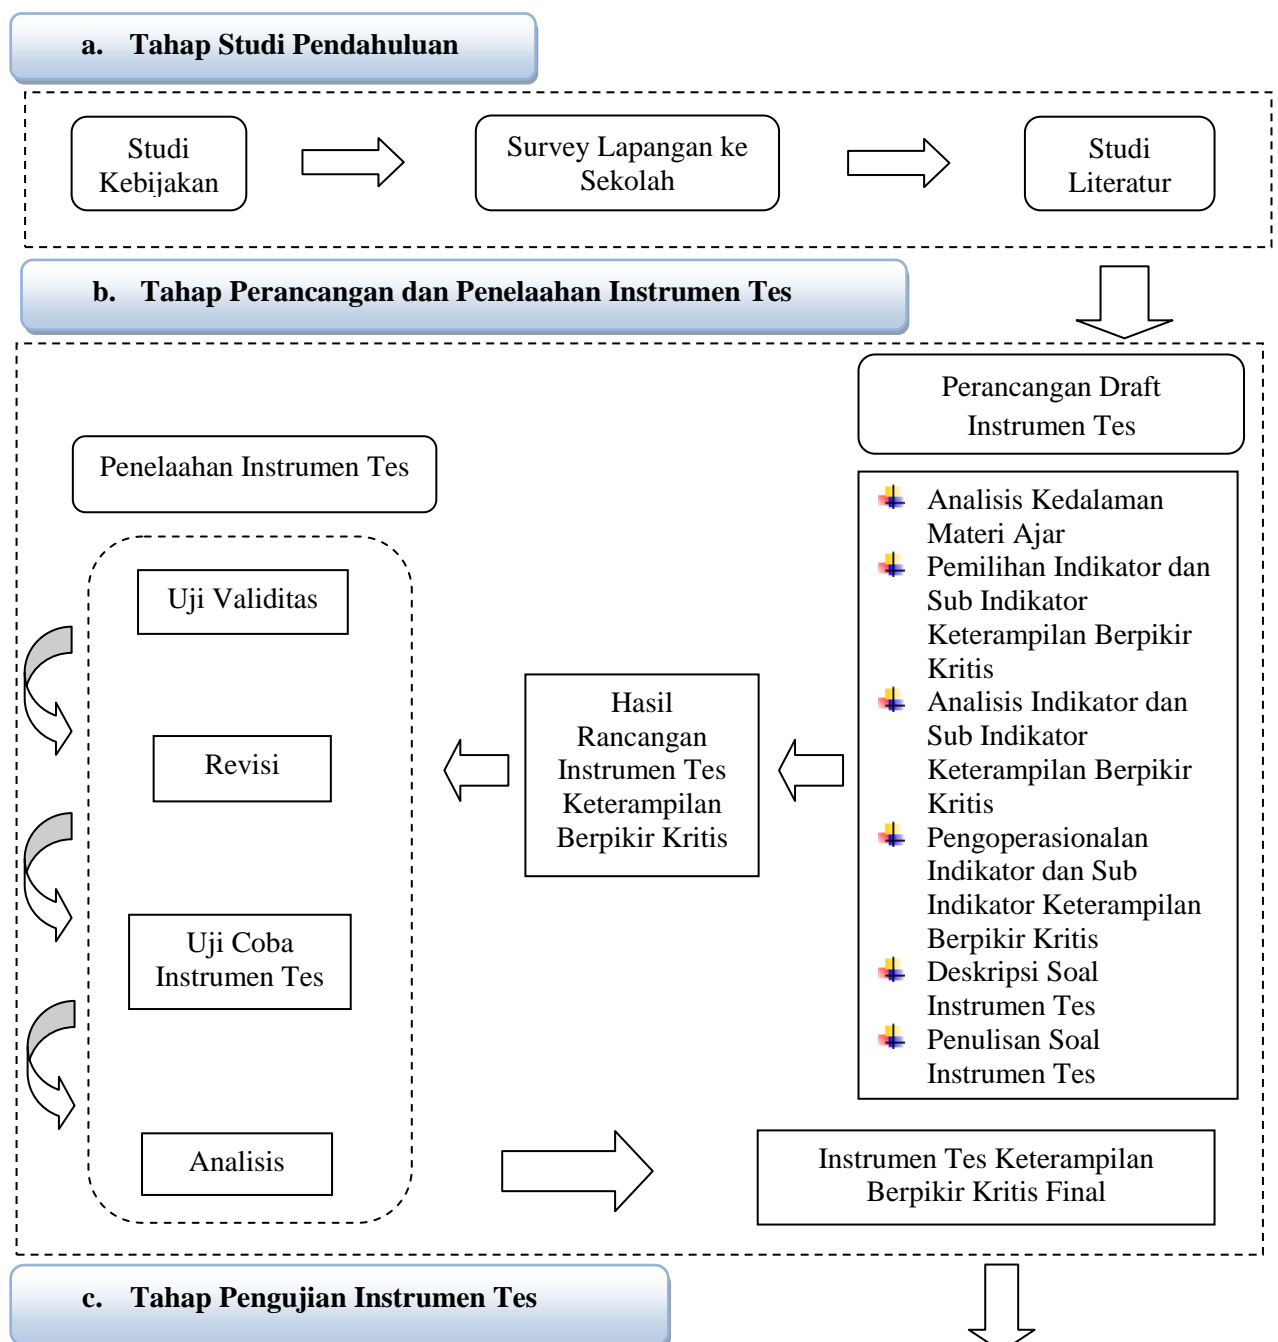 a. Tahap Studi Pendahuluan
Studi
Kebijakan
Survey Lapangan ke
Sekolah
Studi
Literatur
b. Tahap Perancangan dan Penelaahan Instrumen Tes
Perancangan Draft
Instrumen Tes
Analisis Kedalaman
Materi Ajar
Pemilihan Indikator dan
Sub Indikator
Keterampilan Berpikir
Kritis
Analisis Indikator dan
Sub Indikator
Keterampilan Berpikir
Kritis
Pengoperasionalan
Indikator dan Sub
Indikator Keterampilan
Berpikir Kritis
Deskripsi Soal
Instrumen Tes
Penulisan Soal
Instrumen Tes
Hasil
Rancangan
Instrumen Tes
Keterampilan
Berpikir Kritis
Penelaahan Instrumen Tes
Uji Validitas
Revisi
Uji Coba
Instrumen Tes
Analisis
Instrumen Tes Keterampilan
Berpikir Kritis Final
c. Tahap Pengujian Instrumen Tes